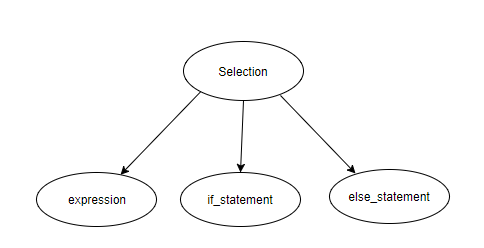 Selection
expression
if_statement
else_statement